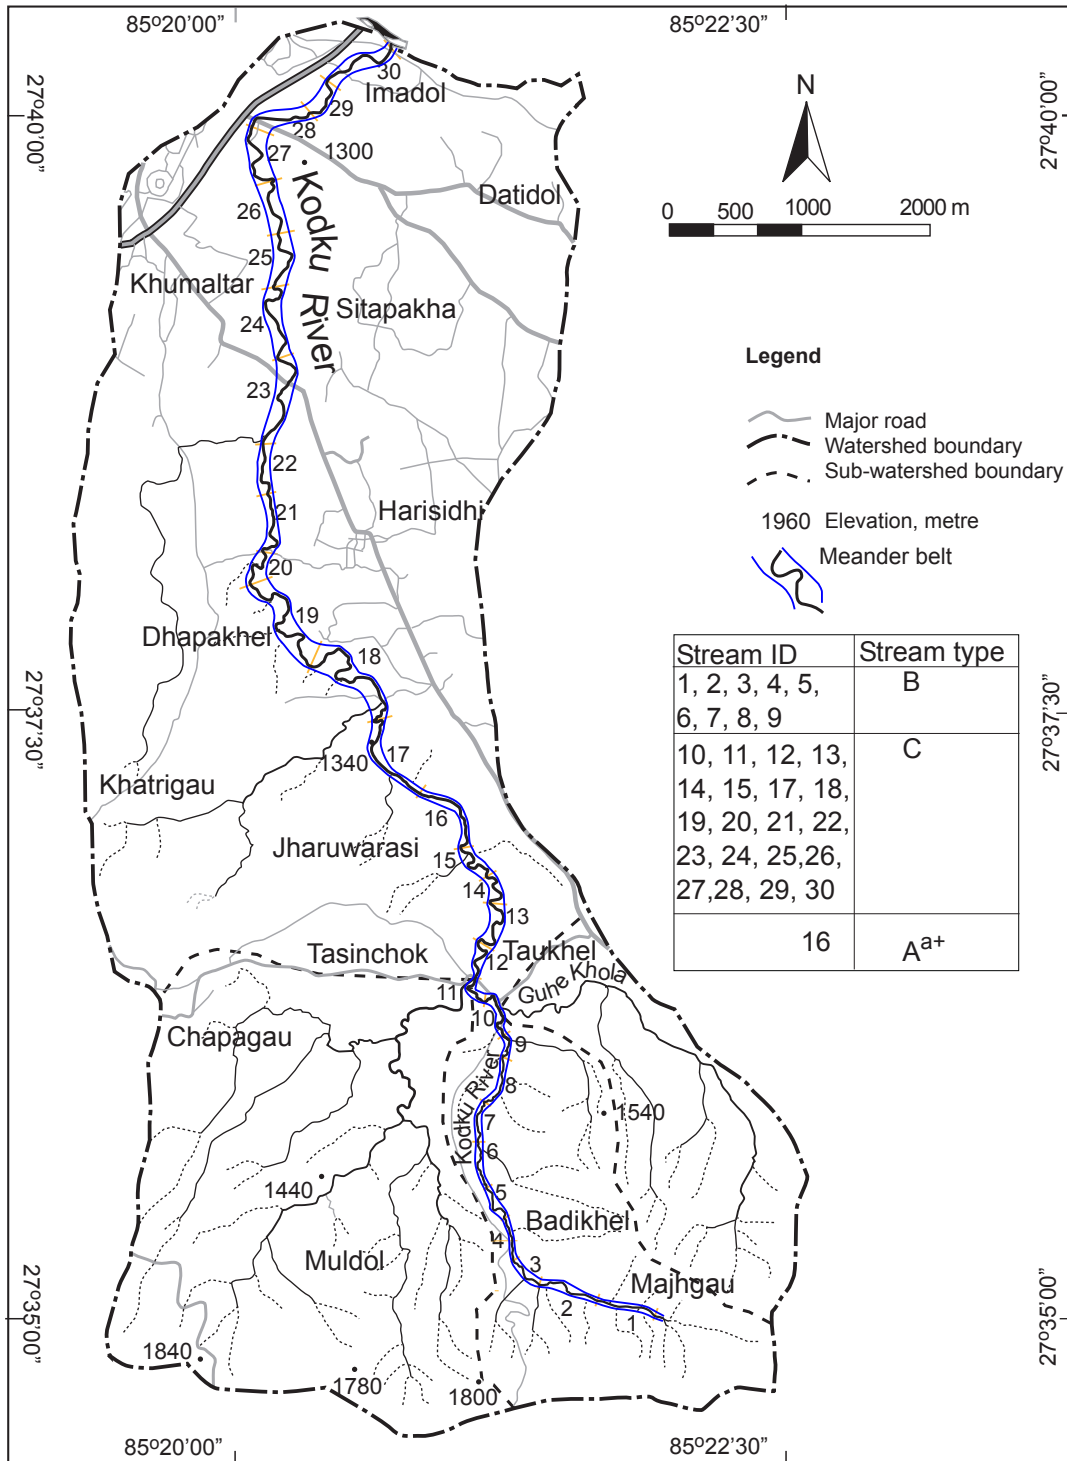 85º20'00"
85º22'30"
27º40'00"
27º40'00"
30
Imadol
29
28
27
1300
N
Datidol
26
Kodku River
0 500 1000 2000 m
25
Khumaltar
Sitapakha
24
23
Legend
Major road
Watershed boundary
Sub-watershed boundary
1960 Elevation, metre
Meander belt
22
21
Harisidhi
20
19
Dhapakhel
18
Stream ID Stream type
1, 2, 3, 4, 5, B
6, 7, 8, 9
10, 11, 12, 13, C
14, 15, 17, 18,
19, 20, 21, 22,
23, 24, 25,26,
27,28, 29, 30
16 Aa+
27º37'30"
27º37'30"
17
1340
Khatrigau
16
Jharuwarasi
15
14
13
Tasinchok
Taukhel
12
Guhe Khola
11
10
Chapagau
9
Kodku River
8
7
1540
6
1440
5
Badikhel
4
Muldol
3
Majhgau
2
1
27º35'00"
27º35'00"
1840
1780
1800
85º20'00"
85º22'30"